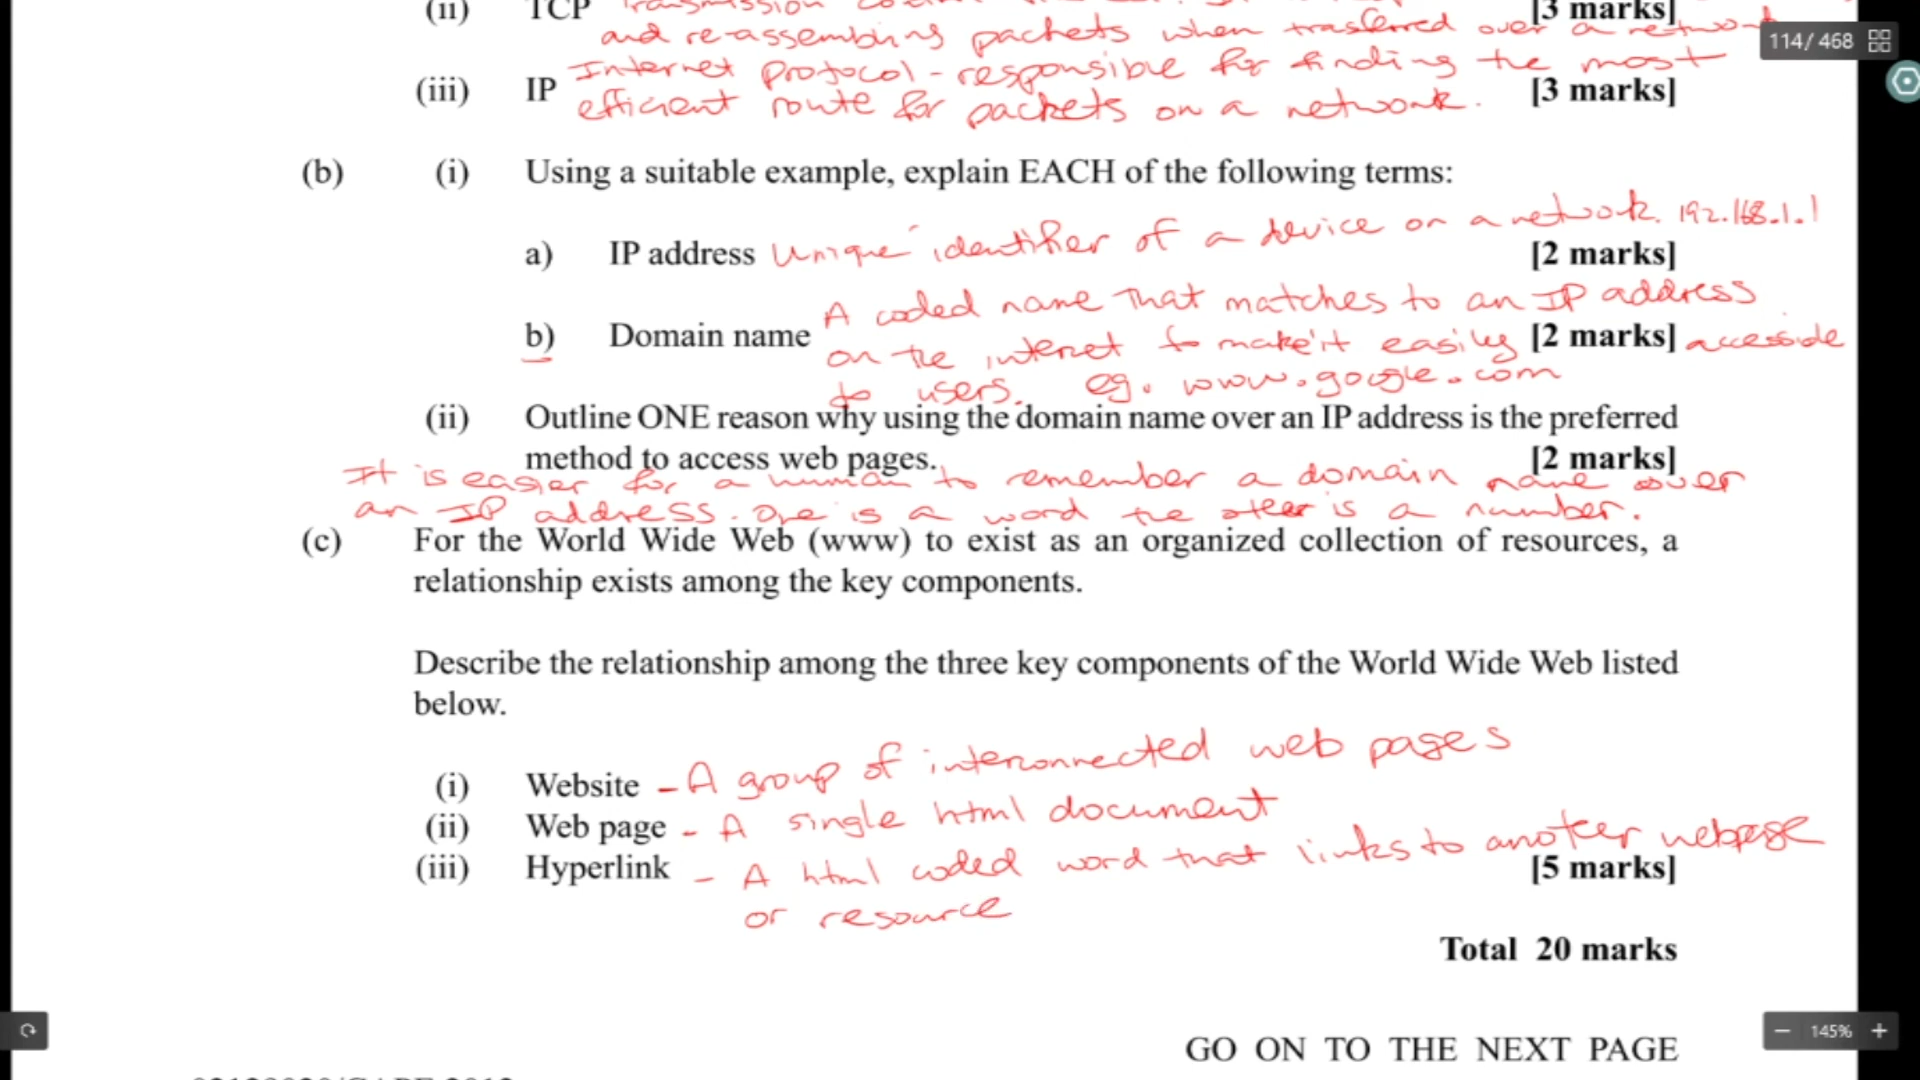 (ii) TCP Transmission
[3 marks]
and re-assembling packets when trasferred over a network
114/ 468
Internet Protocol - responsible for finding the most
(iii) IP efficient route for packets on a network. [3 marks]
(b) (i) Using a suitable example, explain EACH of the following terms:
a) IP address Unique identifier of a device on a network. 192.168.1.1
[2 marks]
A coded name that matches to an IP address
b) Domain name on the internet to make it easily [2 marks] accessible
to users. eg. www.google.com
(ii) Outline ONE reason why using the domain name over an IP address is the preferred
method to access web pages. [2 marks]
It is easier for a human to remember a domain name over
an IP address. One is a word the other is a number.
(c) For the World Wide Web (www) to exist as an organized collection of resources, a
relationship exists among the key components.
Describe the relationship among the three key components of the World Wide Web listed
below.
(i) Website - A group of interconnected web pages
(ii) Web page - A single html document
(iii) Hyperlink - A html coded word that links to another webpage
[5 marks]
or resource
Total 20 marks
145%
GO ON TO THE NEXT PAGE